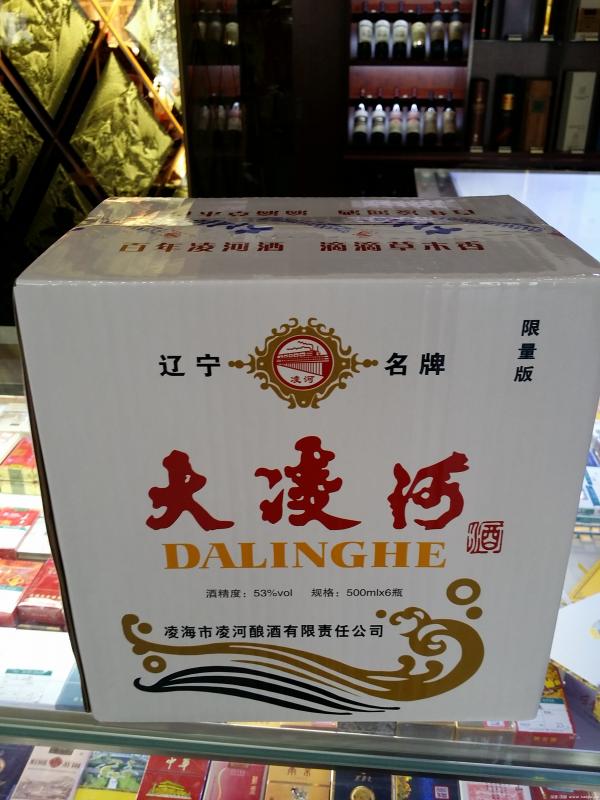 百年凌河酒 滴滴草木香
限量版
辽宁 名牌
凌河
大凌河
酒
DALINGHE
酒精度：53%vol 规格：500mlx6瓶
凌海市凌河酿酒有限责任公司
中华